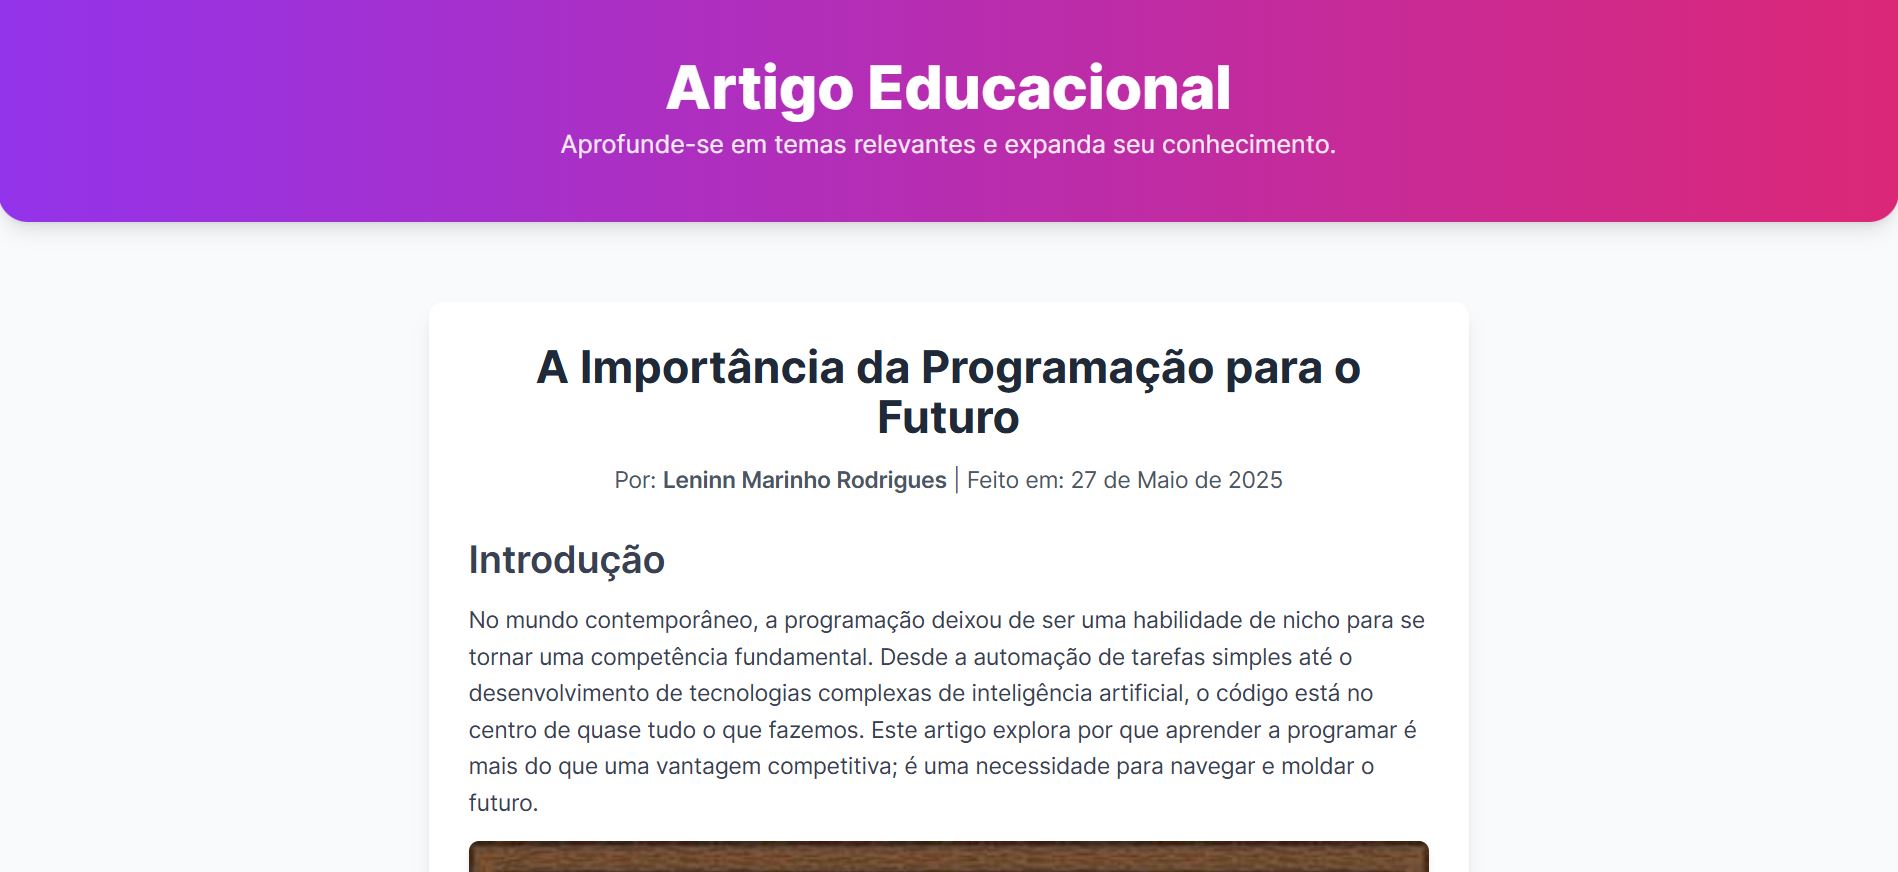 Artigo Educacional
Aprofunde-se em temas relevantes e expanda seu conhecimento.
A Importância da Programação para o
Futuro
Por: Leninn Marinho Rodrigues | Feito em: 27 de Maio de 2025
Introdução
No mundo contemporâneo, a programação deixou de ser uma habilidade de nicho para se
tornar uma competência fundamental. Desde a automação de tarefas simples até o
desenvolvimento de tecnologias complexas de inteligência artificial, o código está no
centro de quase tudo o que fazemos. Este artigo explora por que aprender a programar é
mais do que uma vantagem competitiva; é uma necessidade para navegar e moldar o
futuro.